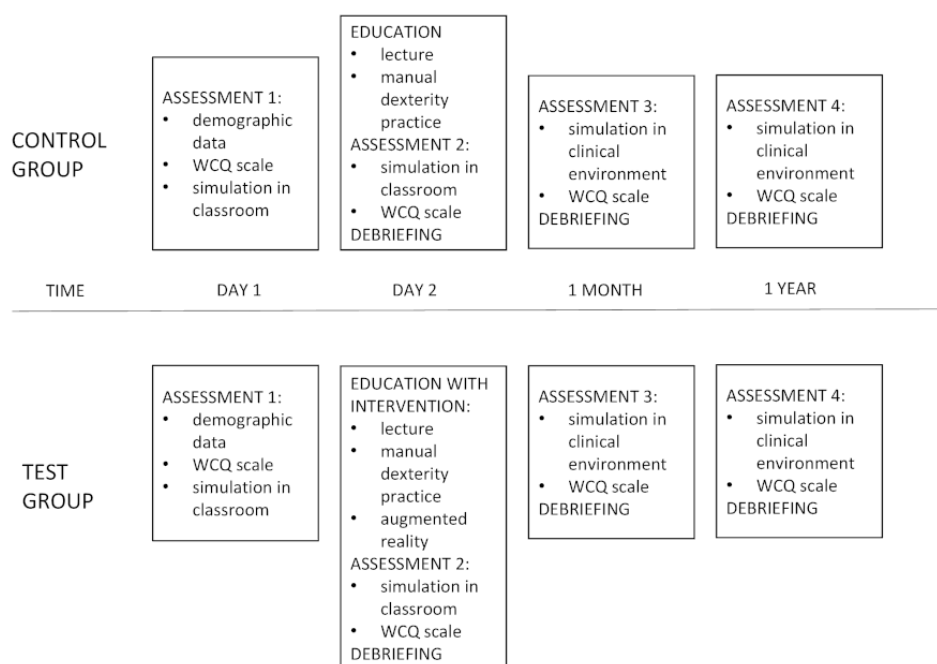 CONTROL
GROUP
ASSESSMENT 1:
• demographic
data
• WCQ scale
• simulation in
classroom
EDUCATION
• lecture
• manual
dexterity
practice
ASSESSMENT 2:
• simulation in
classroom
• WCQ scale
DEBRIEFING
ASSESSMENT 3:
• simulation in
clinical
environment
• WCQ scale
DEBRIEFING
ASSESSMENT 4:
• simulation in
clinical
environment
• WCQ scale
DEBRIEFING
TIME
DAY 1
DAY 2
1 MONTH
1 YEAR
TEST
GROUP
ASSESSMENT 1:
• demographic
data
• WCQ scale
• simulation in
classroom
EDUCATION WITH
INTERVENTION:
• lecture
• manual
dexterity
practice
• augmented
reality
ASSESSMENT 2:
• simulation in
classroom
• WCQ scale
DEBRIEFING
ASSESSMENT 3:
• simulation in
clinical
environment
• WCQ scale
DEBRIEFING
ASSESSMENT 4:
• simulation in
clinical
environment
• WCQ scale
DEBRIEFING